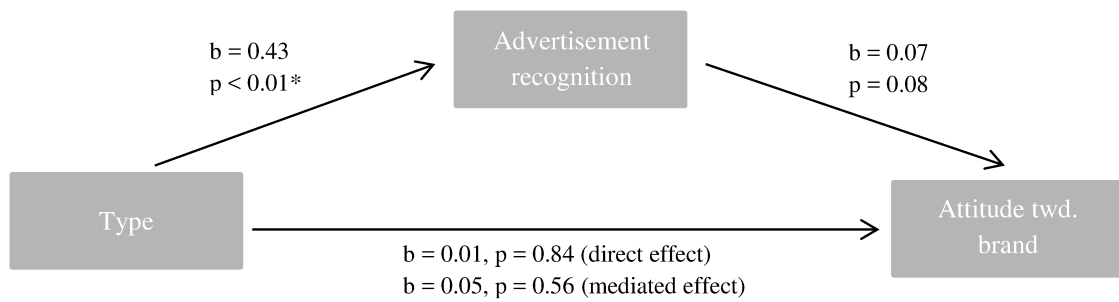 b = 0.43
p < 0.01*
Advertisement
recognition
b = 0.07
p = 0.08
Type
Attitude twd.
brand
b = 0.01, p = 0.84 (direct effect)
b = 0.05, p = 0.56 (mediated effect)